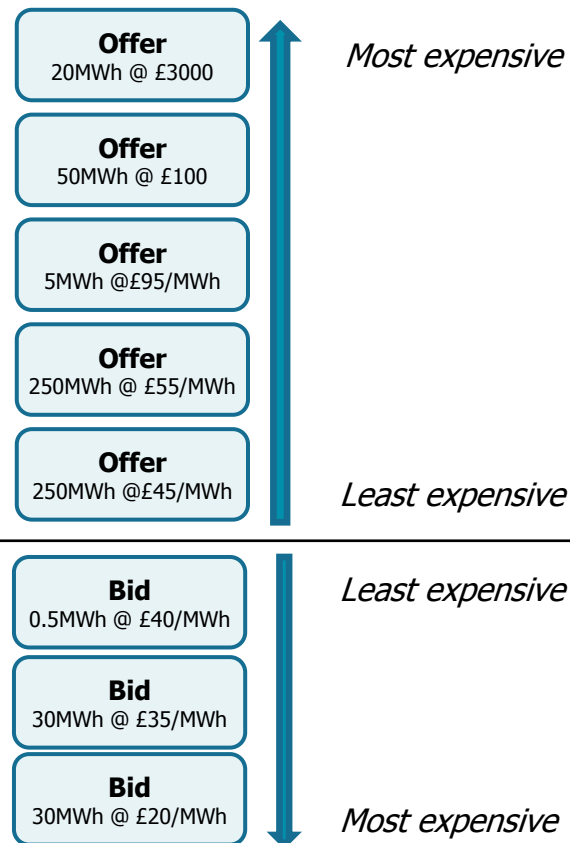 Offer
20MWh @ £3000
Most expensive
Offer
50MWh @ £100
Offer
5MWh @£95/MWh
Offer
250MWh @ £55/MWh
Offer
250MWh @£45/MWh
Least expensive
Bid
0.5MWh @ £40/MWh
Least expensive
Bid
30MWh @ £35/MWh
Bid
30MWh @ £20/MWh
Most expensive